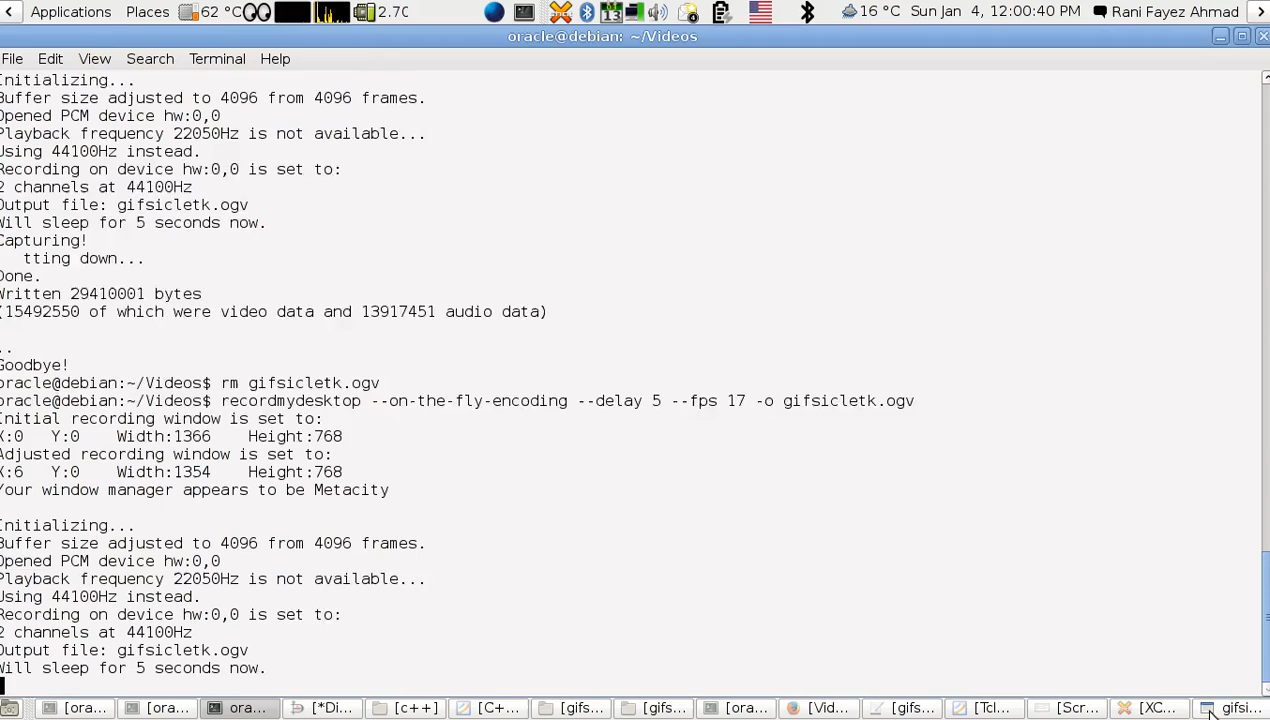 Applications Places 62 °C 2.70 13 16 °C Sun Jan 4, 12:00:40 PM Rani Fayez Ahmad
oracle@debian: ~/Videos
File Edit View Search Terminal Help
Initializing...
Buffer size adjusted to 4096 from 4096 frames.
Opened PCM device hw:0,0
Playback frequency 22050Hz is not available...
Using 44100Hz instead.
Recording on device hw:0,0 is set to:
2 channels at 44100Hz
Output file: gifsicletk.ogv
Will sleep for 5 seconds now.
Capturing!
tting down...
Done.
Written 29410001 bytes
(15492550 of which were video data and 13917451 audio data)
..
Goodbye!
oracle@debian:~/Videos$ rm gifsicletk.ogv
oracle@debian:~/Videos$ recordmydesktop --on-the-fly-encoding --delay 5 --fps 17 -o gifsicletk.ogv
Initial recording window is set to:
X:0 Y:0 Width:1366 Height:768
Adjusted recording window is set to:
X:6 Y:0 Width:1354 Height:768
Your window manager appears to be Metacity
Initializing...
Buffer size adjusted to 4096 from 4096 frames.
Opened PCM device hw:0,0
Playback frequency 22050Hz is not available...
Using 44100Hz instead.
Recording on device hw:0,0 is set to:
2 channels at 44100Hz
Output file: gifsicletk.ogv
Will sleep for 5 seconds now.
[ora... [ora... ora... [*Di... [c++] [C+... [gifs... [gifs... [ora... [Vid... [gifs... [Tcl... [Scr... [XC... gifsi...